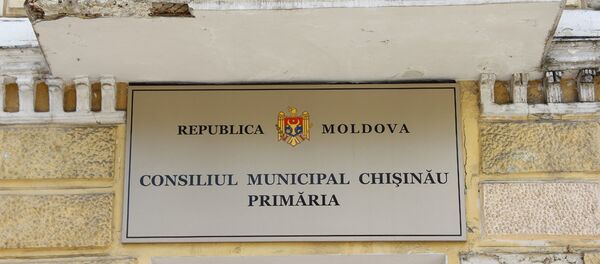 REPUBLICA MOLDOVA
CONSILIUL MUNICIPAL CHIŞINĂU
PRIMĂRIA